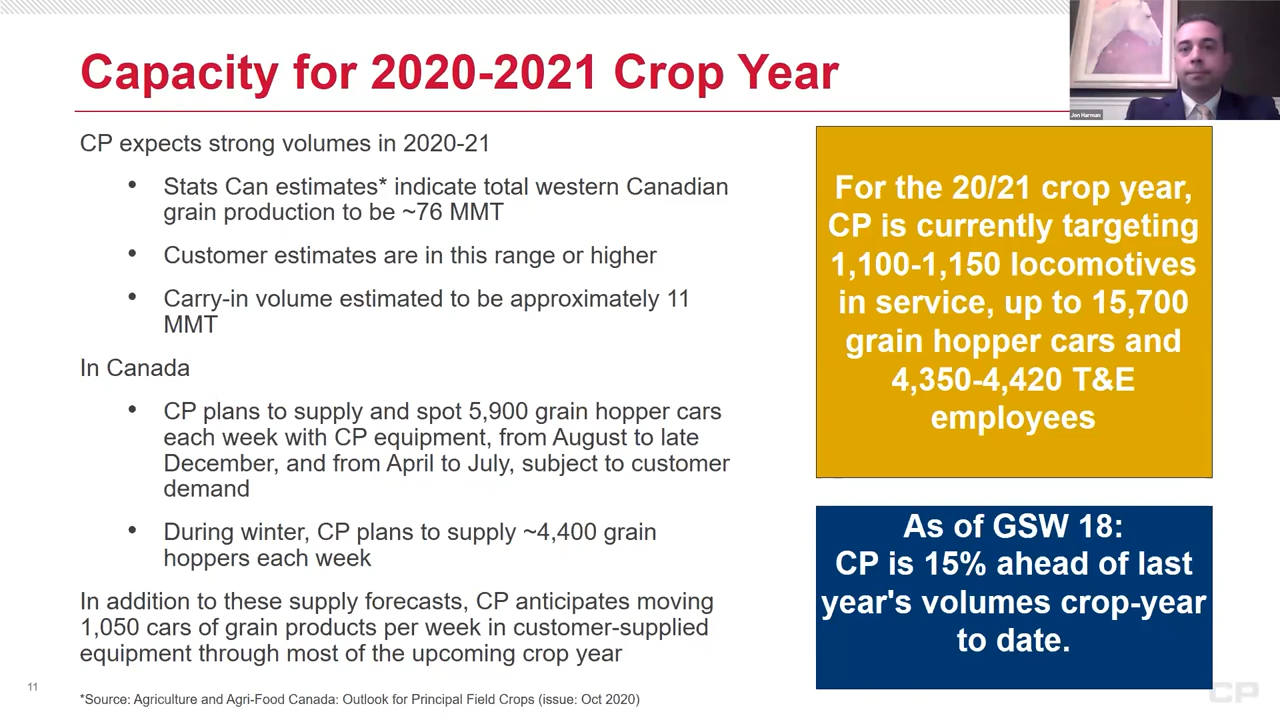 Capacity for 2020-2021 Crop Year
Jon Harman
CP expects strong volumes in 2020-21
• Stats Can estimates* indicate total western Canadian
grain production to be ~76 MMT
• Customer estimates are in this range or higher
• Carry-in volume estimated to be approximately 11
MMT
In Canada
• CP plans to supply and spot 5,900 grain hopper cars
each week with CP equipment, from August to late
December, and from April to July, subject to customer
demand
• During winter, CP plans to supply ~4,400 grain
hoppers each week
In addition to these supply forecasts, CP anticipates moving
1,050 cars of grain products per week in customer-supplied
equipment through most of the upcoming crop year
For the 20/21 crop year,
CP is currently targeting
1,100-1,150 locomotives
in service, up to 15,700
grain hopper cars and
4,350-4,420 T&E
employees
As of GSW 18:
CP is 15% ahead of last
year's volumes crop-year
to date.
11
*Source: Agriculture and Agri-Food Canada: Outlook for Principal Field Crops (issue: Oct 2020)
CP